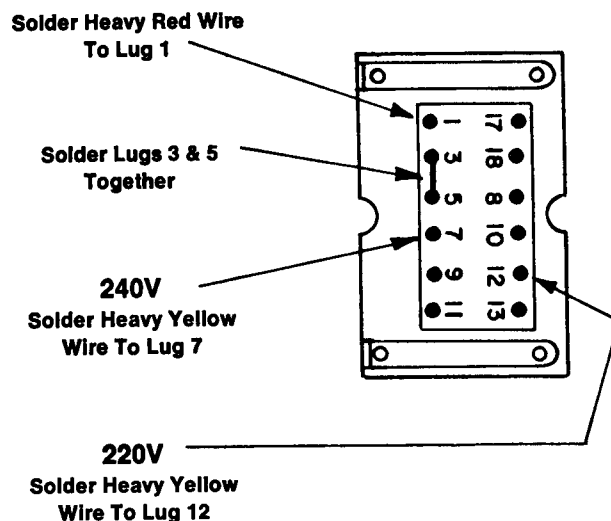 Solder Heavy Red Wire
To Lug 1
Solder Lugs 3 & 5
Together
240V
Solder Heavy Yellow
Wire To Lug 7
220V
Solder Heavy Yellow
Wire To Lug 12
1 17
3 18
5 8
7 10
9 12
11 13